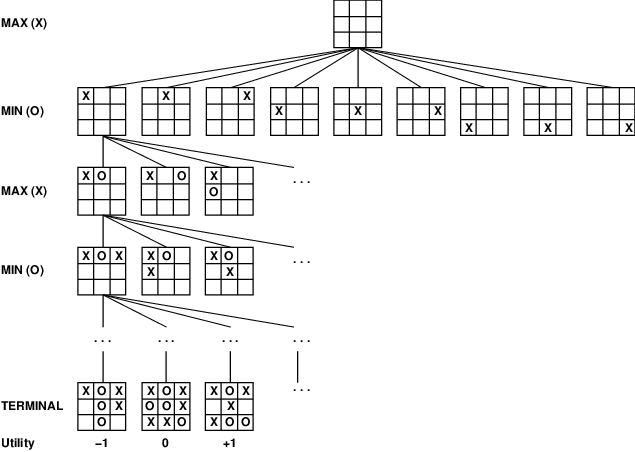 MAX (X)
MIN (O)
X X X X X X X X X
MAX (X)
X O X O X
O
...
MIN (O)
X O X X O X O
X X
...
... ... ... ...
TERMINAL
X O X X O X X O X ...
O X O O X X
O X X O X O O
Utility
−1 0 +1